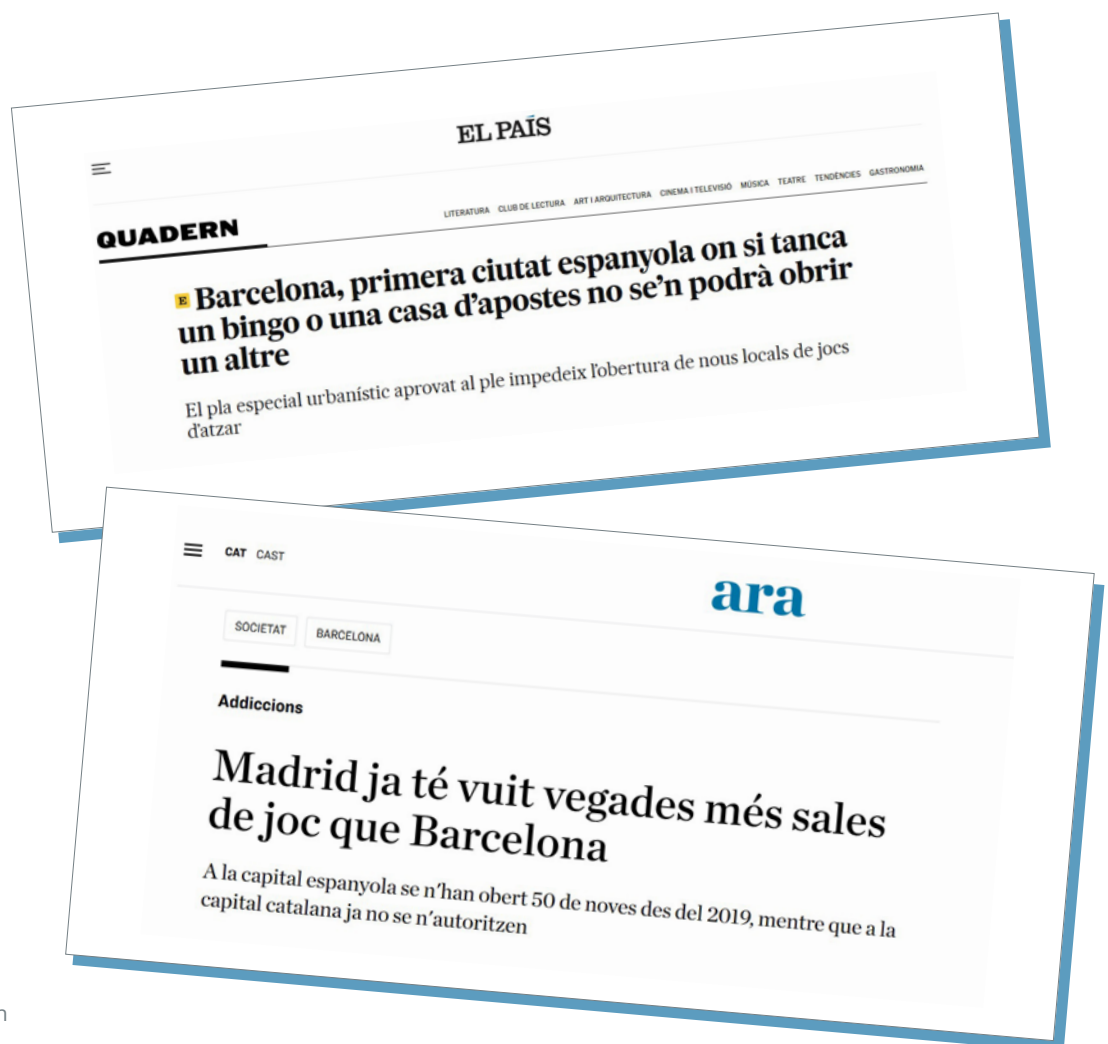 EL PAÍS
QUADERN
LITERATURA CLUB DE LECTURA ART I ARQUITECTURA CINEMA I TELEVISIÓ MÚSICA TEATRE TENDÈNCIES GASTRONOMIA
E Barcelona, primera ciutat espanyola on si tanca
un bingo o una casa d'apostes no se'n podrà obrir
un altre
El pla especial urbanístic aprovat al ple impedeix l'obertura de nous locals de jocs
d'atzar
CAT CAST
ara
SOCIETAT BARCELONA
Addiccions
Madrid ja té vuit vegades més sales
de joc que Barcelona
A la capital espanyola se n'han obert 50 de noves des del 2019, mentre que a la
capital catalana ja no se n'autoritzen